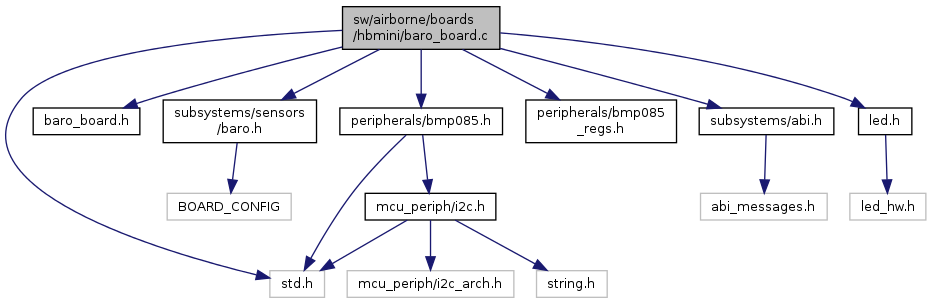 sw/airborne/boards
/hbmini/baro_board.c
baro_board.h
subsystems/sensors
/baro.h
peripherals/bmp085.h
peripherals/bmp085
_regs.h
subsystems/abi.h
led.h
BOARD_CONFIG
mcu_periph/i2c.h
abi_messages.h
led_hw.h
std.h
mcu_periph/i2c_arch.h
string.h